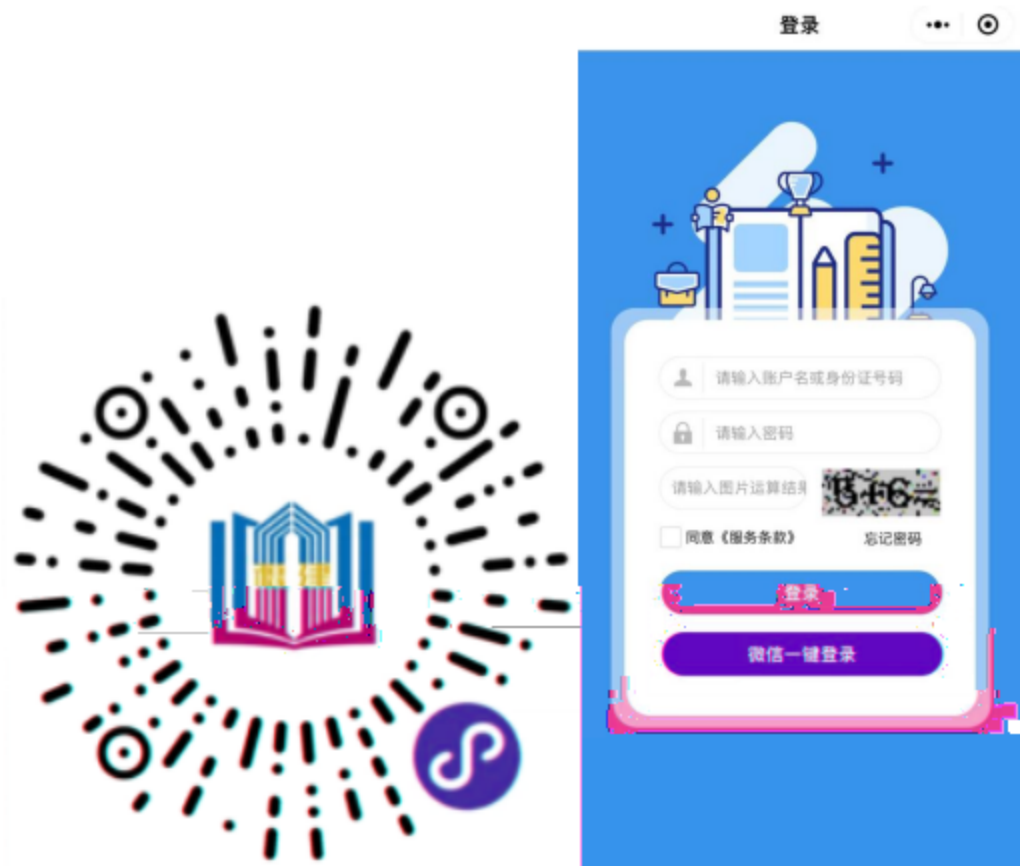 登录
请输入账户名或身份证号码
请输入密码
请输入图片运算结果
同意《服务条款》
忘记密码
登录
微信一键登录